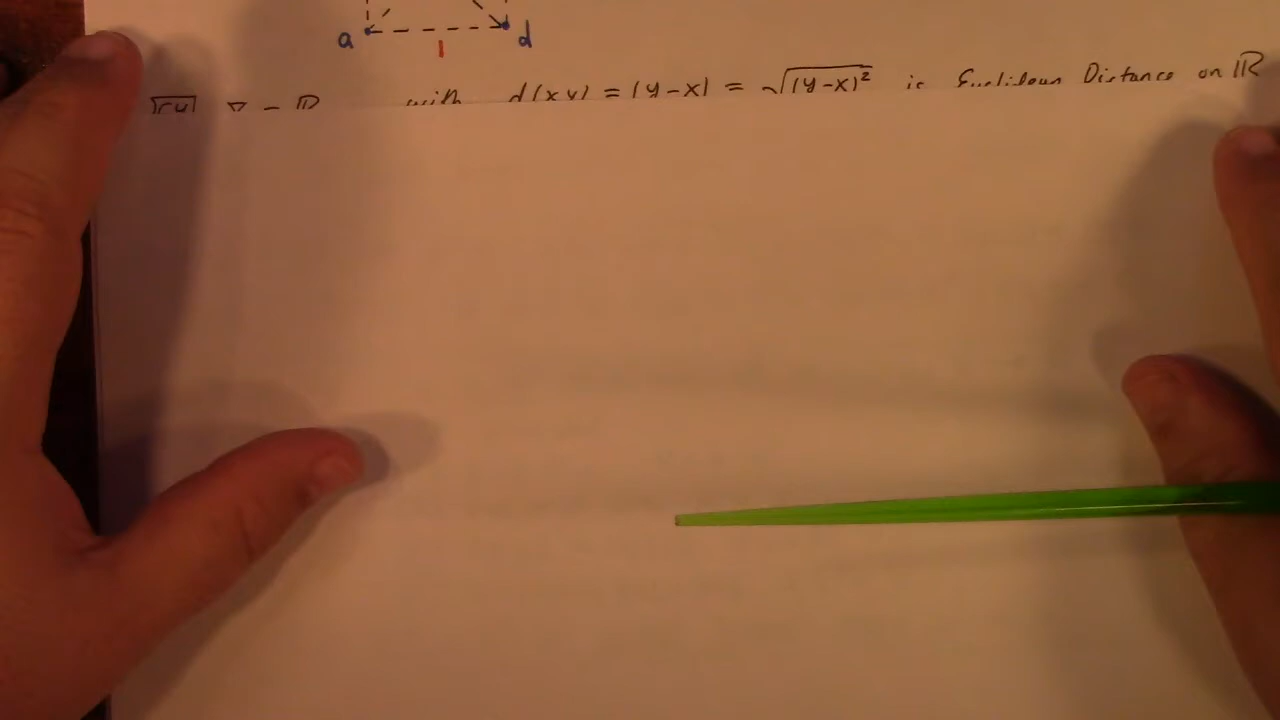 a d
1
with d(x,y) = |y-x| = √(y-x)² is Euclidean Distance on ℝ